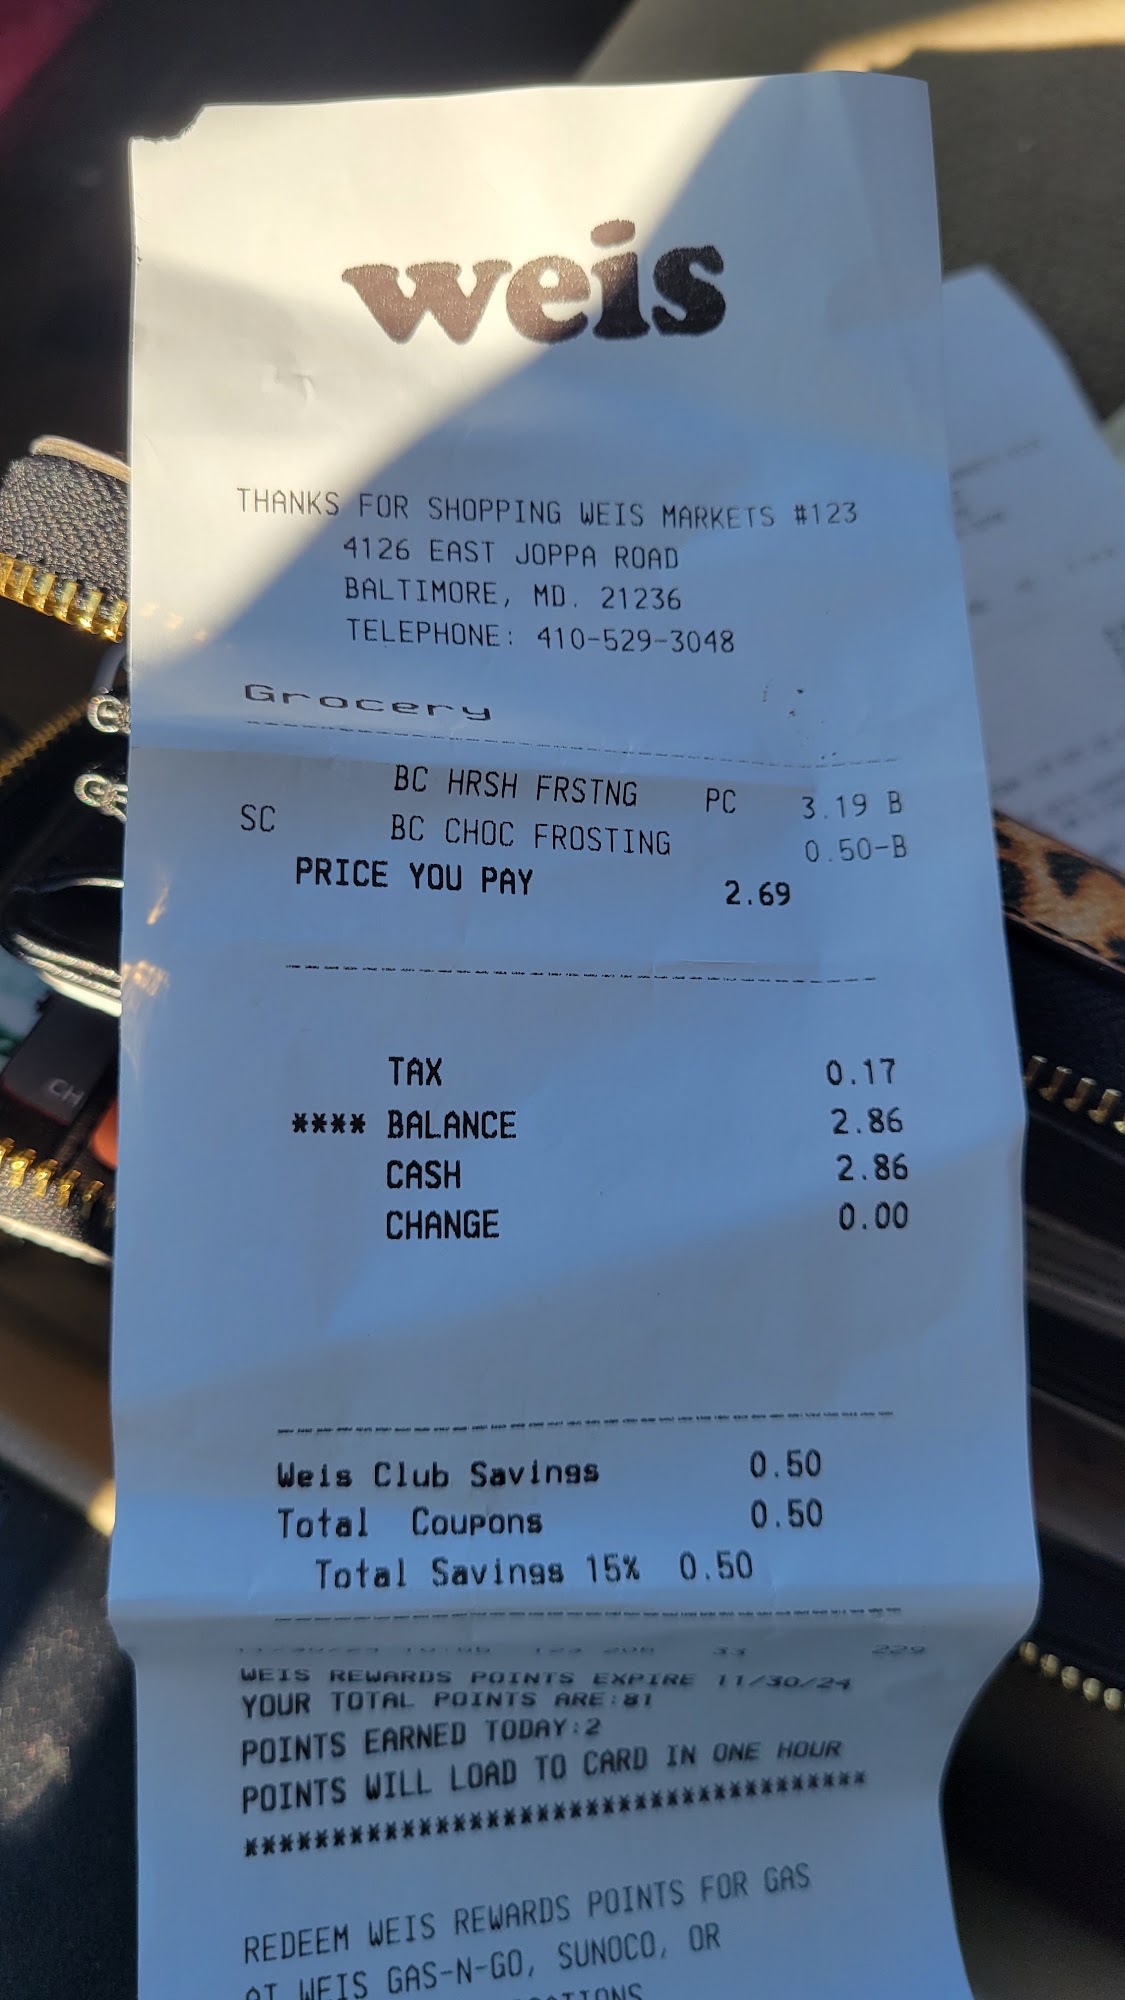 weis
THANKS FOR SHOPPING WEIS MARKETS #123
4126 EAST JOPPA ROAD
BALTIMORE, MD. 21236
TELEPHONE: 410-529-3048
Grocery
BC HRSH FRSTNG PC 3.19 B
SC BC CHOC FROSTING 0.50-B
PRICE YOU PAY 2.69
TAX 0.17
**** BALANCE 2.86
CASH 2.86
CHANGE 0.00
Weis Club Savings 0.50
Total Coupons 0.50
Total Savings 15% 0.50
229
WEIS REWARDS POINTS EXPIRE 11/30/24
YOUR TOTAL POINTS ARE:81
POINTS EARNED TODAY:2
POINTS WILL LOAD TO CARD IN ONE HOUR
***********************************
REDEEM WEIS REWARDS POINTS FOR GAS
AT WEIS GAS-N-GO, SUNOCO, OR
CH